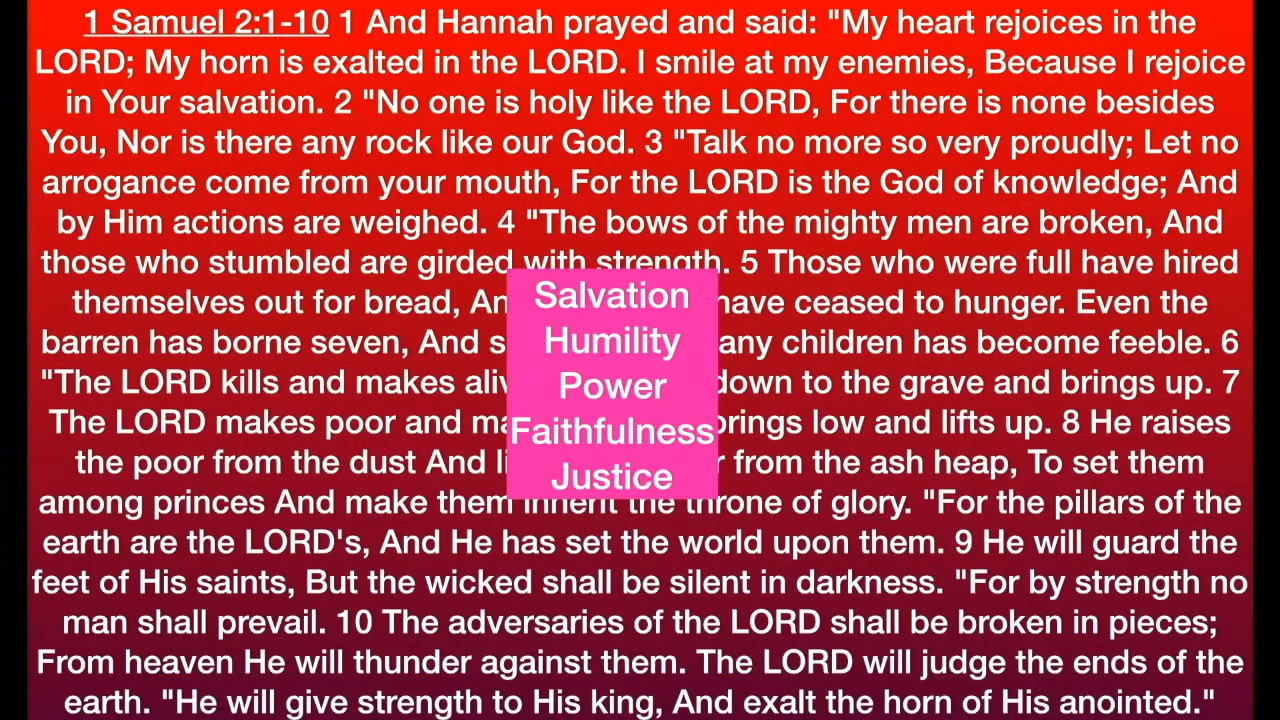 1 Samuel 2:1-10 1 And Hannah prayed and said: "My heart rejoices in the
LORD; My horn is exalted in the LORD. I smile at my enemies, Because I rejoice
in Your salvation. 2 "No one is holy like the LORD, For there is none besides
You, Nor is there any rock like our God. 3 "Talk no more so very proudly; Let no
arrogance come from your mouth, For the LORD is the God of knowledge; And
by Him actions are weighed. 4 "The bows of the mighty men are broken, And
those who stumbled are girded with strength. 5 Those who were full have hired
themselves out for bread, have ceased to hunger. Even the
barren has borne seven, And children has become feeble. 6
"The LORD kills and makes down to the grave and brings up. 7
The LORD makes poor and brings low and lifts up. 8 He raises
the poor from the dust And from the ash heap, To set them
among princes And make them inherit the throne of glory. "For the pillars of the
earth are the LORD's, And He has set the world upon them. 9 He will guard the
feet of His saints, But the wicked shall be silent in darkness. "For by strength no
man shall prevail. 10 The adversaries of the LORD shall be broken in pieces;
From heaven He will thunder against them. The LORD will judge the ends of the
earth. "He will give strength to His king, And exalt the horn of His anointed."
Salvation
Humility
Power
Faithfulness
Justice